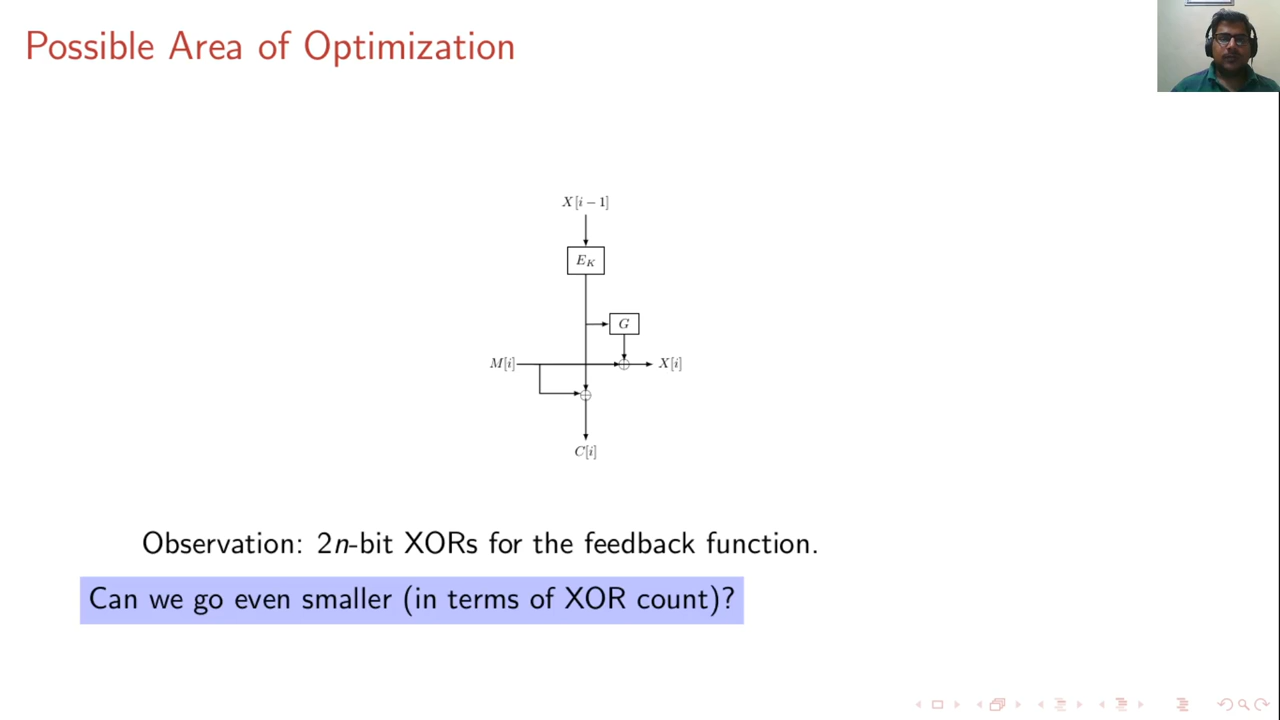 Possible Area of Optimization
X[i − 1]
E_K
G
M[i]
X[i]
C[i]
Observation: 2n-bit XORs for the feedback function.
Can we go even smaller (in terms of XOR count)?